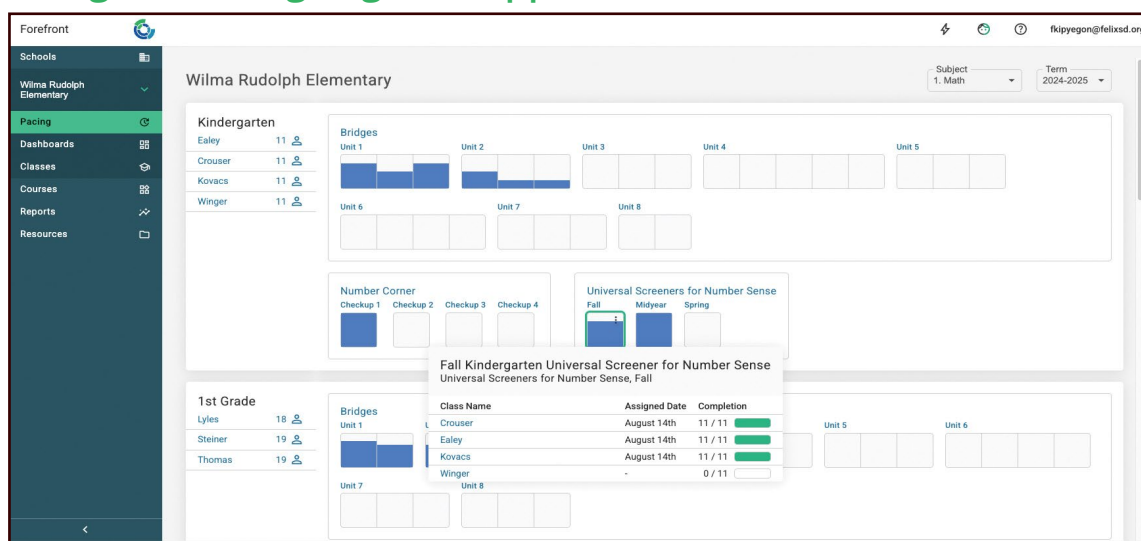 Forefront
fkipyegon@felixsd.org
Schools
Wilma Rudolph
Elementary
Pacing
Dashboards
Classes
Courses
Reports
Resources
Wilma Rudolph Elementary
Subject
1. Math
Term
2024-2025
Kindergarten
Ealey 11
Crouser 11
Kovacs 11
Winger 11
Bridges
Unit 1 Unit 2 Unit 3 Unit 4 Unit 5
Unit 6 Unit 7 Unit 8
Number Corner
Checkup 1 Checkup 2 Checkup 3 Checkup 4
Universal Screeners for Number Sense
Fall Midyear Spring
Fall Kindergarten Universal Screener for Number Sense
Universal Screeners for Number Sense, Fall
Class Name Assigned Date Completion
Crouser August 14th 11 / 11
Ealey August 14th 11 / 11
Kovacs August 14th 11 / 11
Winger - 0 / 11
1st Grade
Lyles 18
Steiner 19
Thomas 19
Bridges
Unit 1 Unit 5 Unit 6
Unit 7 Unit 8